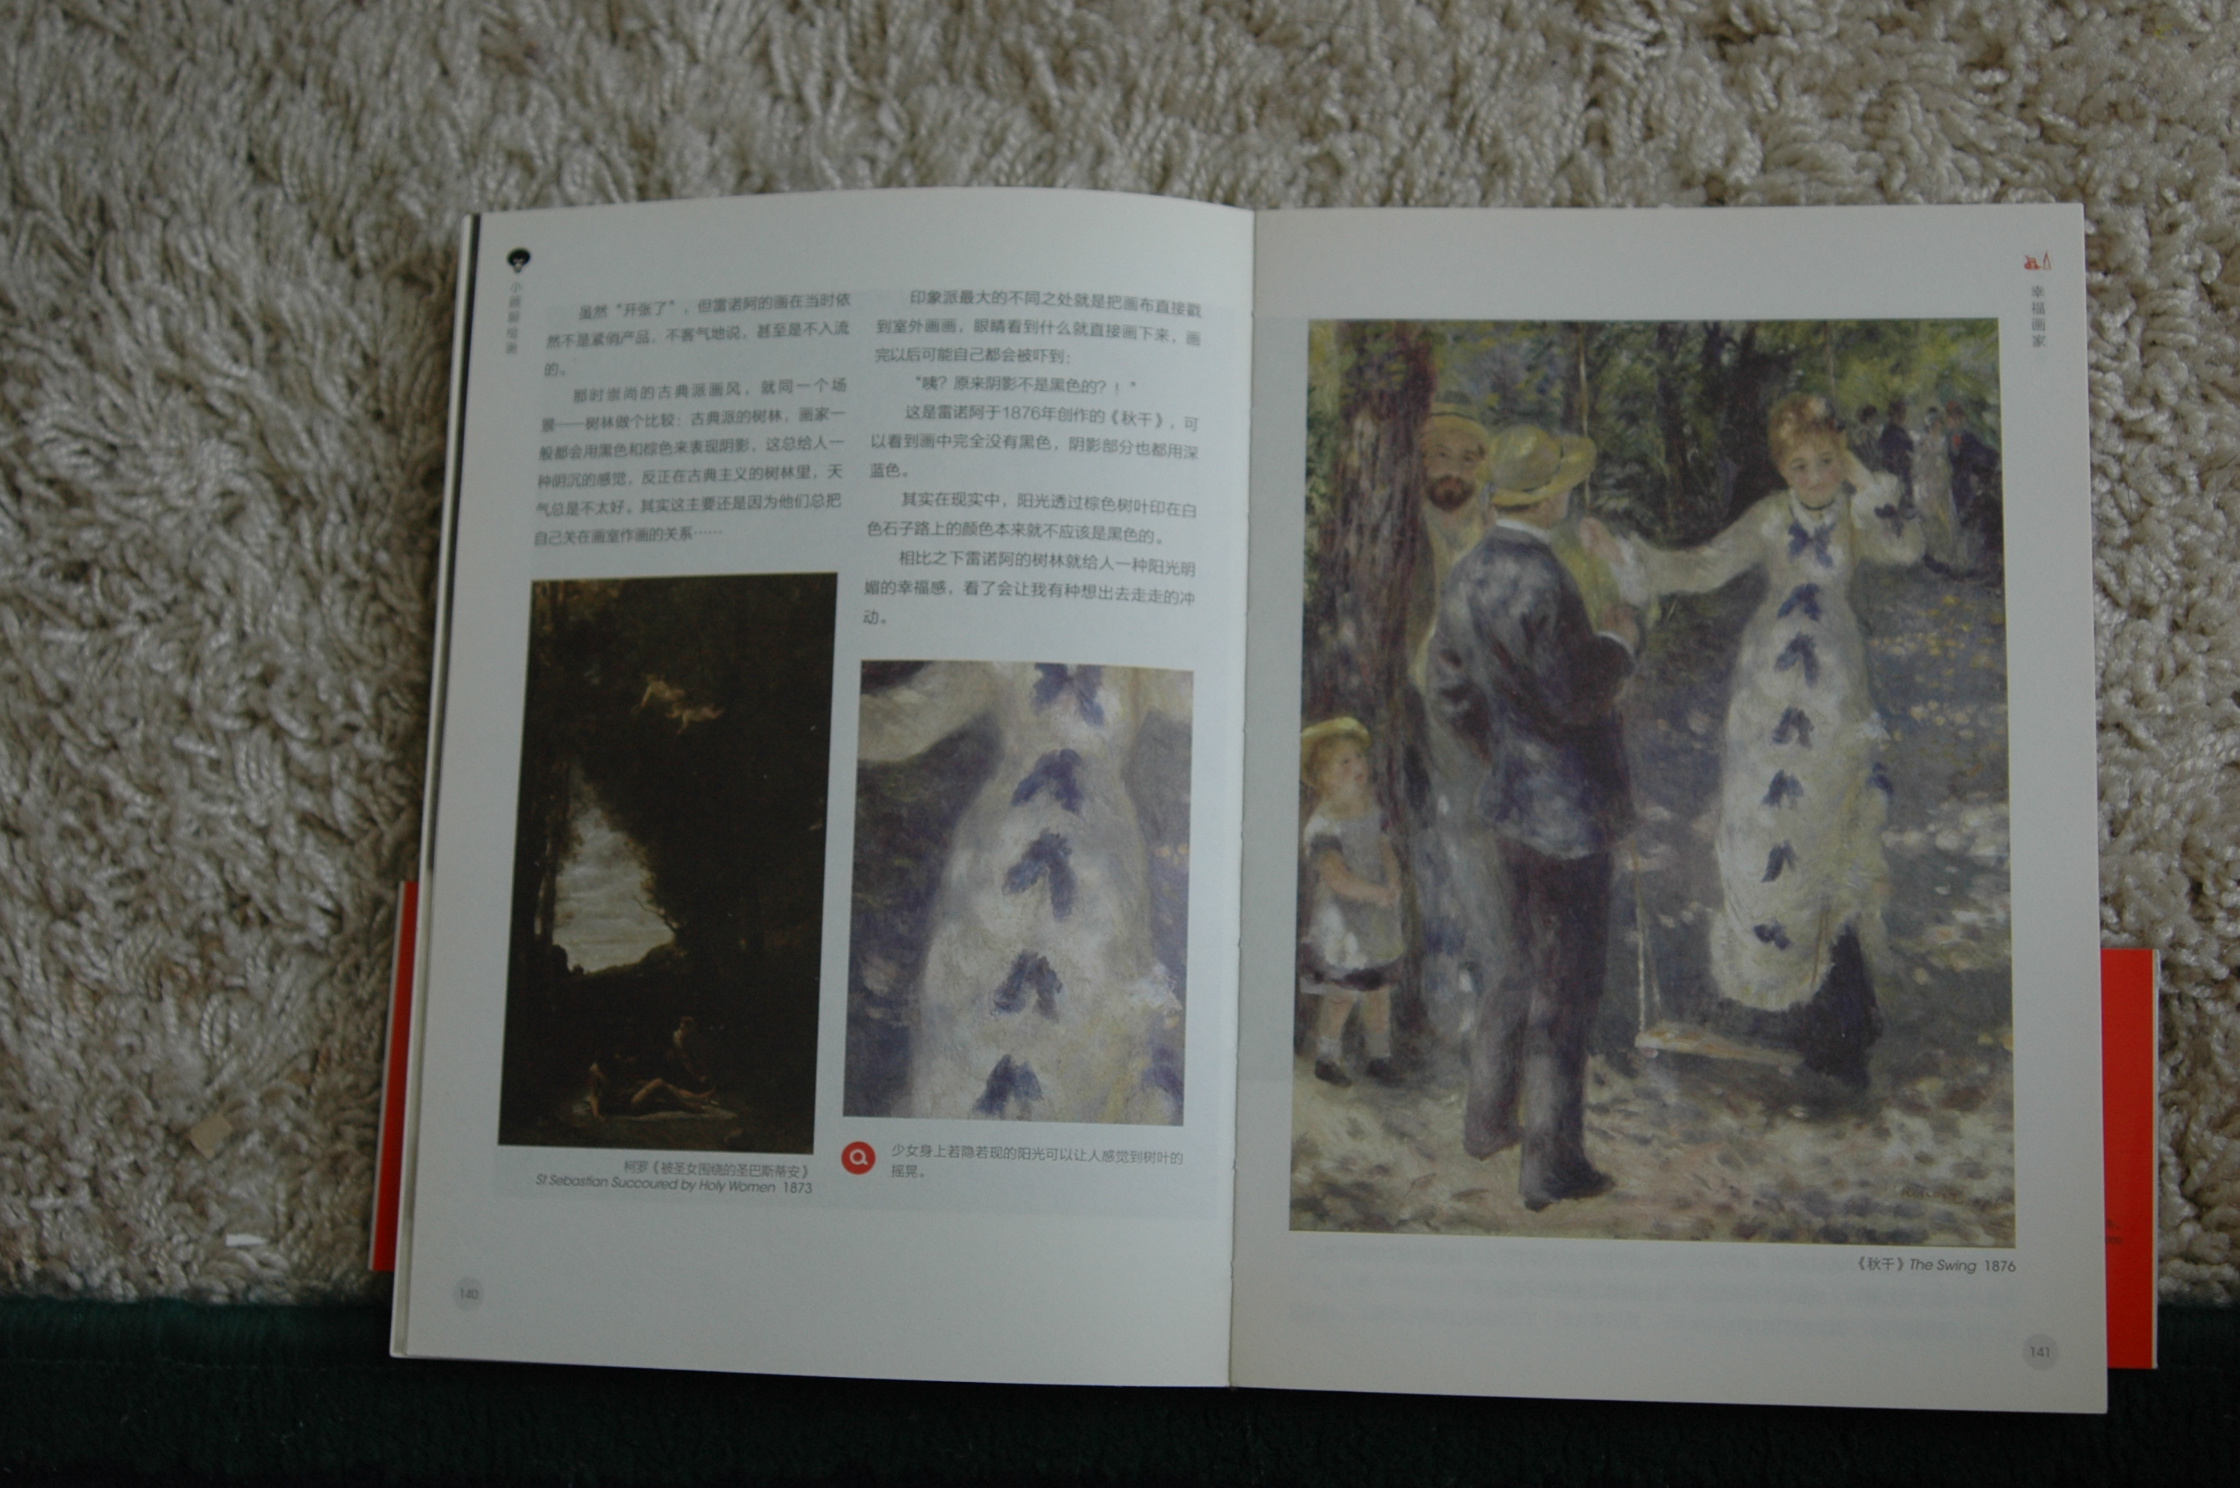 小顾聊绘画
虽然“开张了”，但雷诺阿的画在当时依
然不是紧俏产品，不客气地说，甚至是不入流
的。
那时崇尚的古典派画风，就同一个场
景——树林做个比较：古典派的树林，画家一
般都会用黑色和棕色来表现阴影，这总给人一
种阴沉的感觉，反正在古典主义的树林里，天
气总是不太好。其实这主要还是因为他们总把
自己关在画室作画的关系……
柯罗《被圣女围绕的圣巴斯蒂安》
St Sebastian Succoured by Holy Women 1873
印象派最大的不同之处就是把画布直接戳
到室外画画，眼睛看到什么就直接画下来，画
完以后可能自己都会被吓到：
“咦？原来阴影不是黑色的？！”
这是雷诺阿于1876年创作的《秋千》，可
以看到画中完全没有黑色，阴影部分也都用深
蓝色。
其实在现实中，阳光透过棕色树叶印在白
色石子路上的颜色本来就不应该是黑色的。
相比之下雷诺阿的树林就给人一种阳光明
媚的幸福感，看了会让我有种想出去走走的冲
动。
少女身上若隐若现的阳光可以让人感觉到树叶的
摇晃。
140
幸福画家
《秋千》The Swing 1876
141